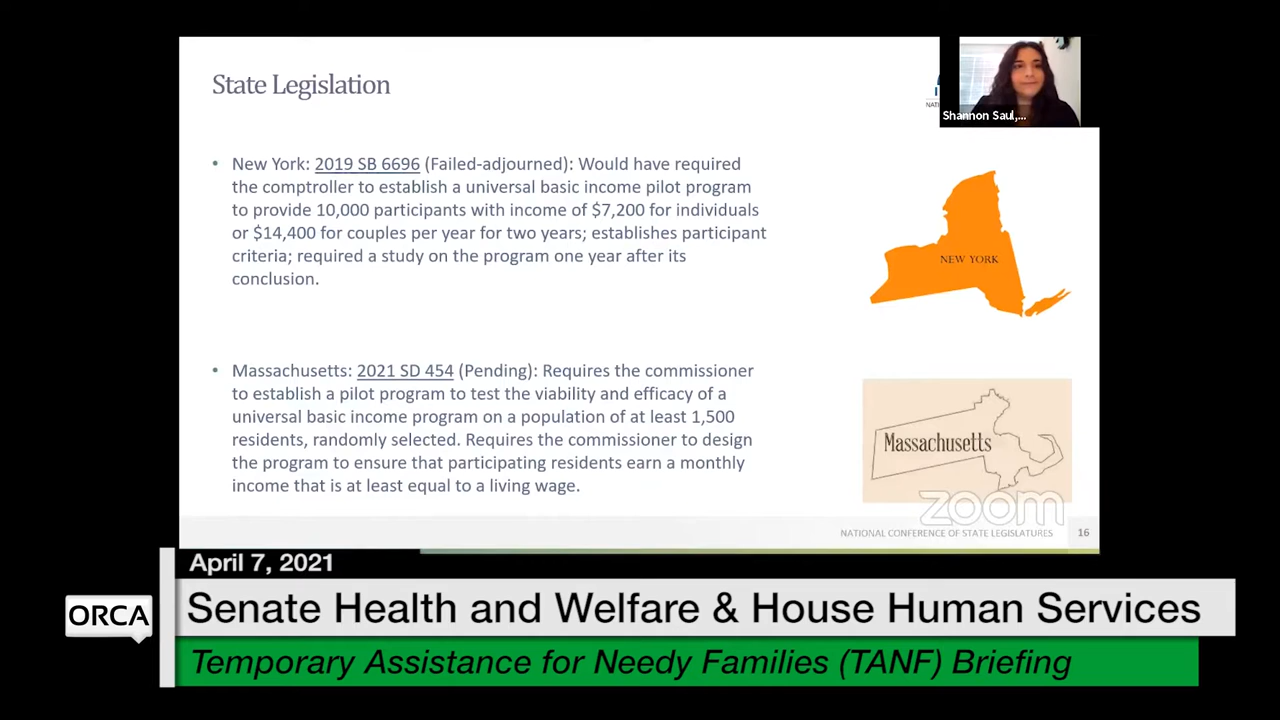 State Legislation
NATI
Shannon Saul,...
• New York: 2019 SB 6696 (Failed-adjourned): Would have required
the comptroller to establish a universal basic income pilot program
to provide 10,000 participants with income of $7,200 for individuals
or $14,400 for couples per year for two years; establishes participant
criteria; required a study on the program one year after its
conclusion.
NEW YORK
• Massachusetts: 2021 SD 454 (Pending): Requires the commissioner
to establish a pilot program to test the viability and efficacy of a
universal basic income program on a population of at least 1,500
residents, randomly selected. Requires the commissioner to design
the program to ensure that participating residents earn a monthly
income that is at least equal to a living wage.
Massachusetts
zoom
NATIONAL CONFERENCE OF STATE LEGISLATURES 16
April 7, 2021
ORCA
Senate Health and Welfare & House Human Services
Temporary Assistance for Needy Families (TANF) Briefing